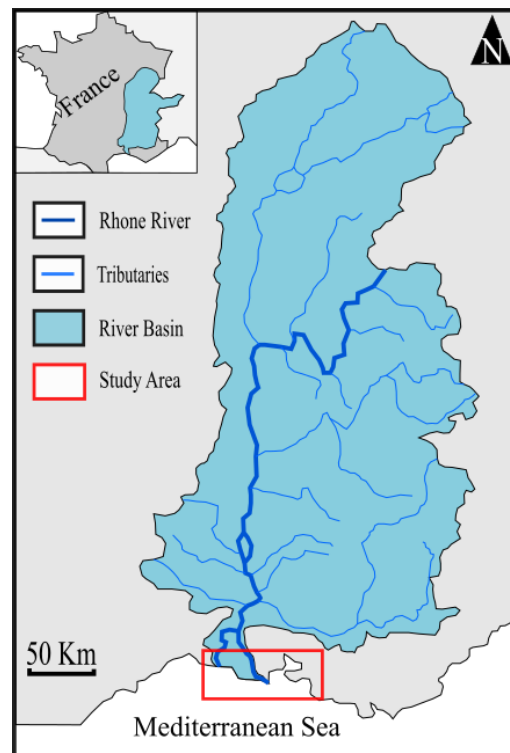 France
N
Rhone River
Tributaries
River Basin
Study Area
50 Km
Mediterranean Sea